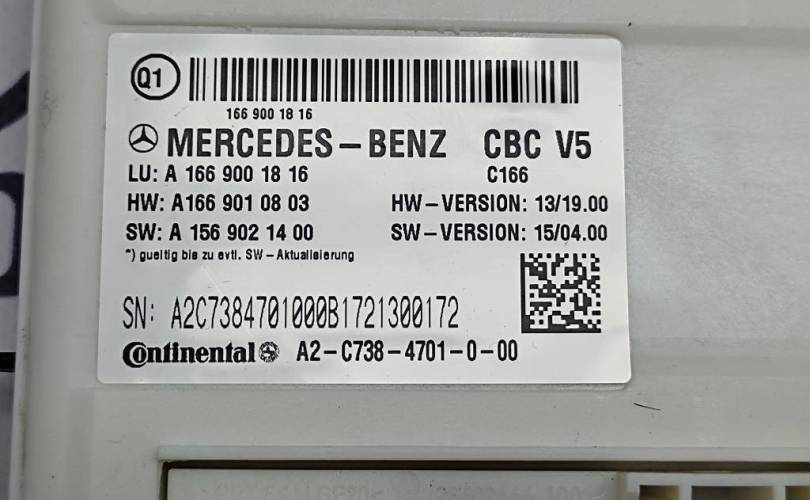 Q1
166 900 18 16
MERCEDES-BENZ CBC V5
LU: A 166 900 18 16 C166
HW: A166 901 08 03 HW-VERSION: 13/19.00
SW: A 156 902 14 00 SW-VERSION: 15/04.00
*) gueltig bis zu evtl. SW-Aktualisierung
SN: A2C7384701000B1721300172
Continental A2-C738-4701-0-00